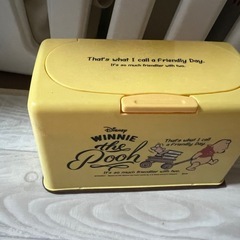 That's what I call a Friendly Day.
It's so much friendlier with two.
Disney
WINNIE
the
Pooh
That's what I call
a Friendly Day.
It's so much friendlier with two.